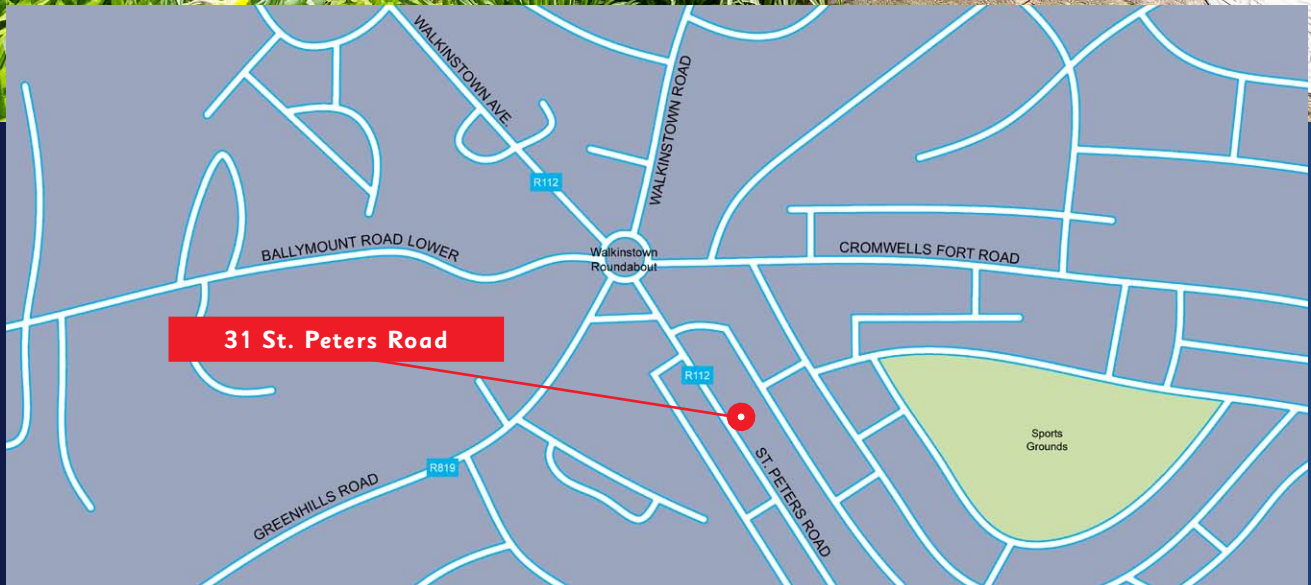 WALKINSTOWN AVE.
WALKINSTOWN ROAD
R112
BALLYMOUNT ROAD LOWER
Walkinstown
Roundabout
CROMWELLS FORT ROAD
31 St. Peters Road
R112
Sports
Grounds
ST. PETERS ROAD
R819
GREENHILLS ROAD